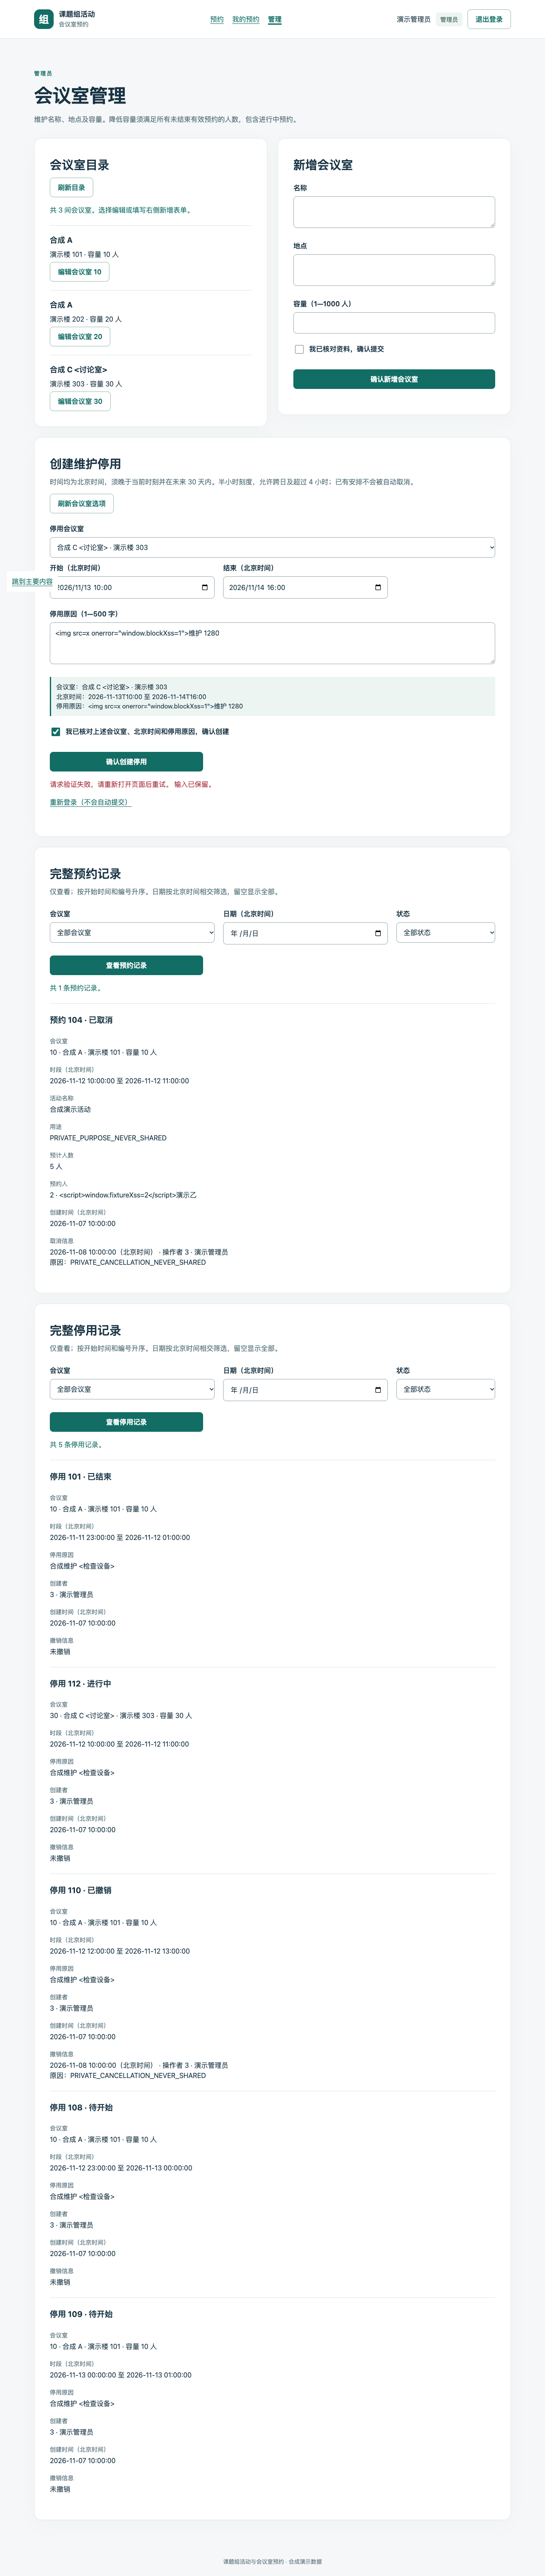 组
课题组活动
会议室预约
预约 我的预约 管理
演示管理员 管理员 退出登录
管理员
会议室管理
维护名称、地点及容量。降低容量须满足所有未结束有效预约的人数，包含进行中预约。
会议室目录
刷新目录
共 3 间会议室。选择编辑或填写右侧新增表单。
合成 A
演示楼 101 · 容量 10 人
编辑会议室 10
合成 A
演示楼 202 · 容量 20 人
编辑会议室 20
合成 C <讨论室>
演示楼 303 · 容量 30 人
编辑会议室 30
新增会议室
名称
地点
容量（1—1000 人）
我已核对资料，确认提交
确认新增会议室
创建维护停用
时间均为北京时间，须晚于当前时刻并在未来 30 天内。半小时刻度，允许跨日及超过 4 小时；已有安排不会被自动取消。
刷新会议室选项
停用会议室
合成 C <讨论室> · 演示楼 303
开始（北京时间） 结束（北京时间）
跳到主要内容
2026/11/13 10:00 2026/11/14 16:00
停用原因（1—500 字）
<img src=x onerror="window.blockXss=1">维护 1280
会议室：合成 C <讨论室> · 演示楼 303
北京时间：2026-11-13T10:00 至 2026-11-14T16:00
停用原因：<img src=x onerror="window.blockXss=1">维护 1280
我已核对上述会议室、北京时间和停用原因，确认创建
确认创建停用
请求验证失败，请重新打开页面后重试。 输入已保留。
重新登录（不会自动提交）
完整预约记录
仅查看；按开始时间和编号升序。日期按北京时间相交筛选，留空显示全部。
会议室 日期（北京时间） 状态
全部会议室 年 /月/日 全部状态
查看预约记录
共 1 条预约记录。
预约 104 · 已取消
会议室
10 · 合成 A · 演示楼 101 · 容量 10 人
时段（北京时间）
2026-11-12 10:00:00 至 2026-11-12 11:00:00
活动名称
合成演示活动
用途
PRIVATE_PURPOSE_NEVER_SHARED
预计人数
5 人
预约人
2 · <script>window.fixtureXss=2</script>演示乙
创建时间（北京时间）
2026-11-07 10:00:00
取消信息
2026-11-08 10:00:00（北京时间） · 操作者 3 · 演示管理员
原因：PRIVATE_CANCELLATION_NEVER_SHARED
完整停用记录
仅查看；按开始时间和编号升序。日期按北京时间相交筛选，留空显示全部。
会议室 日期（北京时间） 状态
全部会议室 年 /月/日 全部状态
查看停用记录
共 5 条停用记录。
停用 101 · 已结束
会议室
10 · 合成 A · 演示楼 101 · 容量 10 人
时段（北京时间）
2026-11-11 23:00:00 至 2026-11-12 01:00:00
停用原因
合成维护 <检查设备>
创建者
3 · 演示管理员
创建时间（北京时间）
2026-11-07 10:00:00
撤销信息
未撤销
停用 112 · 进行中
会议室
30 · 合成 C <讨论室> · 演示楼 303 · 容量 30 人
时段（北京时间）
2026-11-12 10:00:00 至 2026-11-12 11:00:00
停用原因
合成维护 <检查设备>
创建者
3 · 演示管理员
创建时间（北京时间）
2026-11-07 10:00:00
撤销信息
未撤销
停用 110 · 已撤销
会议室
10 · 合成 A · 演示楼 101 · 容量 10 人
时段（北京时间）
2026-11-12 12:00:00 至 2026-11-12 13:00:00
停用原因
合成维护 <检查设备>
创建者
3 · 演示管理员
创建时间（北京时间）
2026-11-07 10:00:00
撤销信息
2026-11-08 10:00:00（北京时间） · 操作者 3 · 演示管理员
原因：PRIVATE_CANCELLATION_NEVER_SHARED
停用 108 · 待开始
会议室
10 · 合成 A · 演示楼 101 · 容量 10 人
时段（北京时间）
2026-11-12 23:00:00 至 2026-11-13 00:00:00
停用原因
合成维护 <检查设备>
创建者
3 · 演示管理员
创建时间（北京时间）
2026-11-07 10:00:00
撤销信息
未撤销
停用 109 · 待开始
会议室
10 · 合成 A · 演示楼 101 · 容量 10 人
时段（北京时间）
2026-11-13 00:00:00 至 2026-11-13 01:00:00
停用原因
合成维护 <检查设备>
创建者
3 · 演示管理员
创建时间（北京时间）
2026-11-07 10:00:00
撤销信息
未撤销
课题组活动与会议室预约 · 合成演示数据